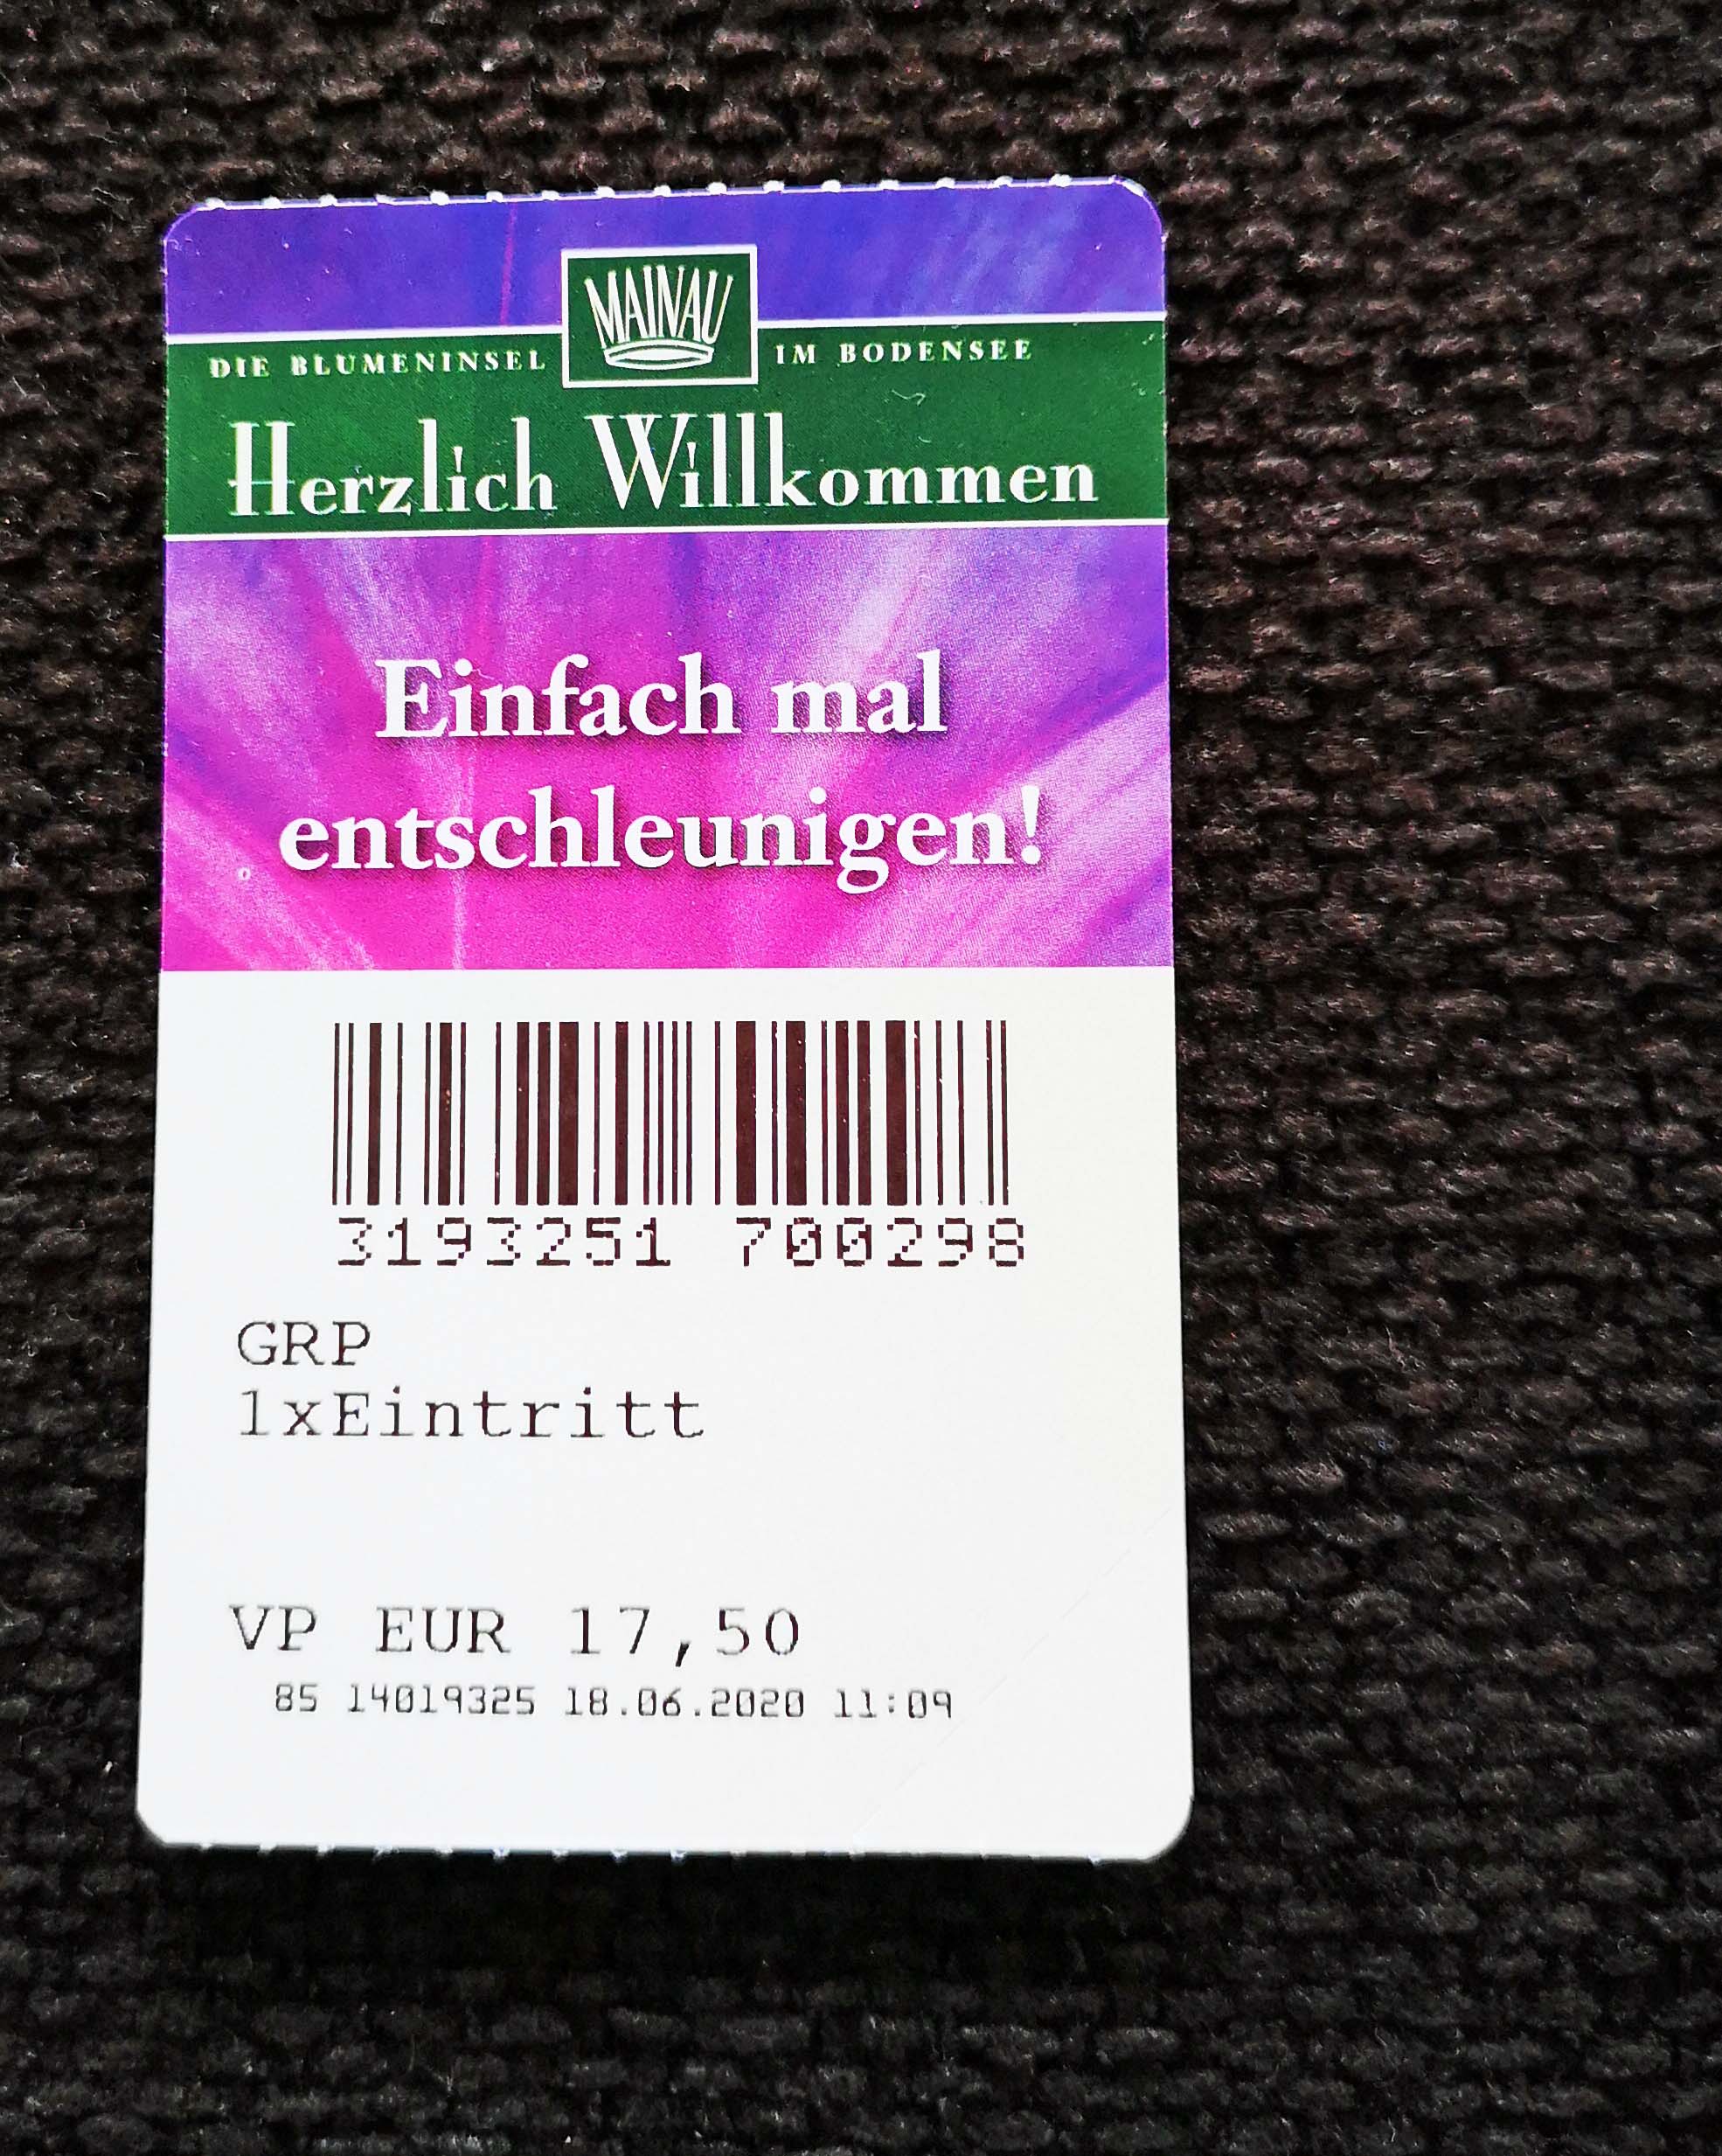 MAINAU
DIE BLUMENINSEL IM BODENSEE
Herzlich Willkommen
Einfach mal
entschleunigen!
3193251 700298
GRP
1xEintritt
VP EUR 17,50
85 14019325 18.06.2020 11:09